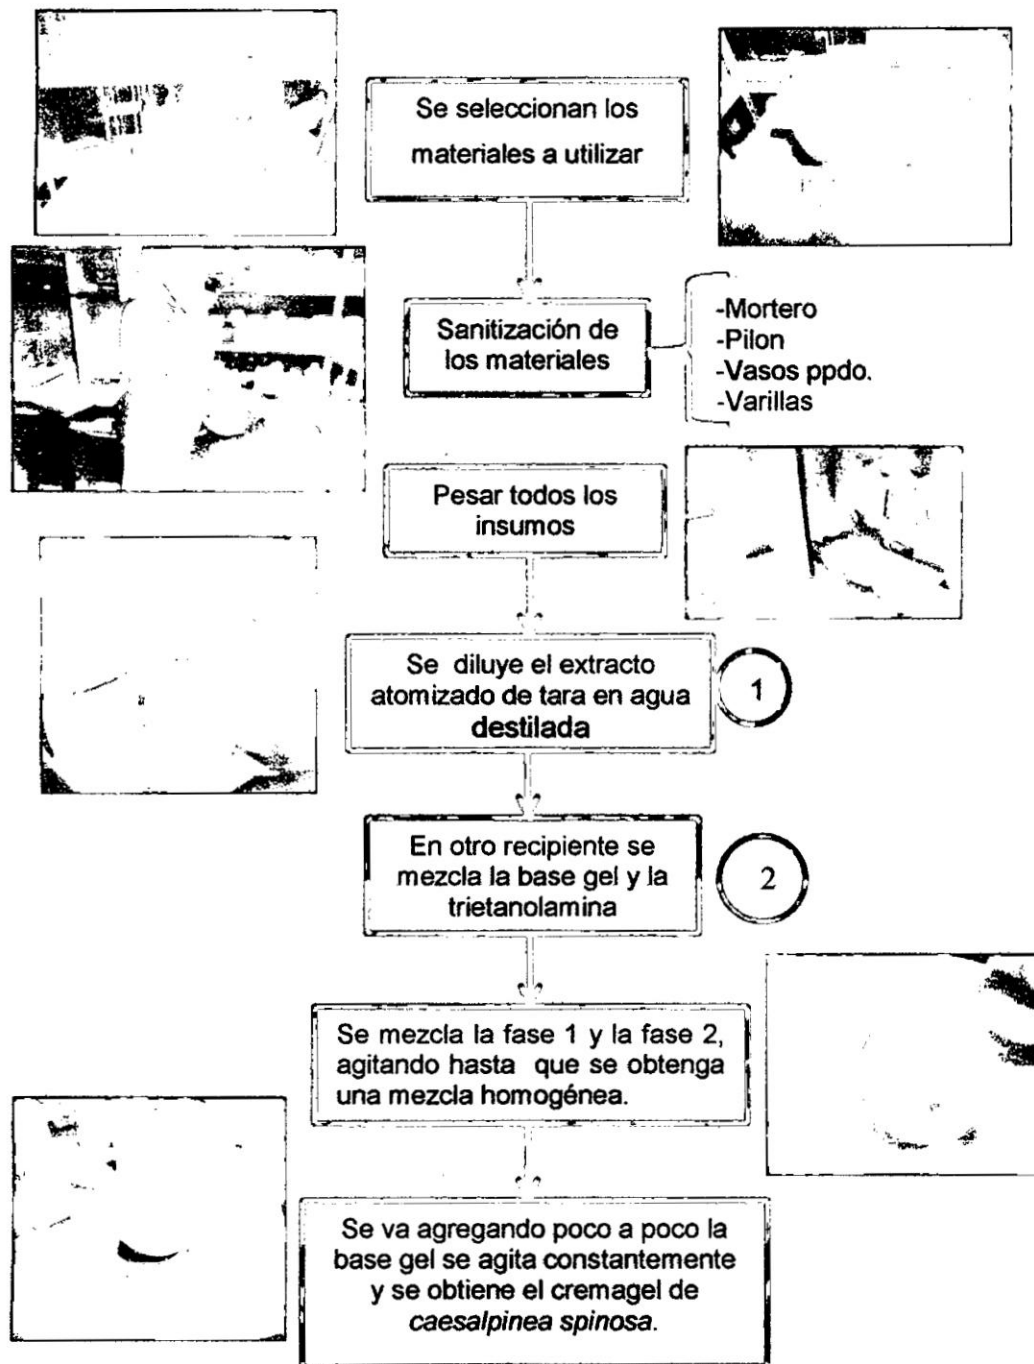 Se seleccionan los
materiales a utilizar
Sanitización de
los materiales
-Mortero
-Pilon
-Vasos ppdo.
-Varillas
Pesar todos los
insumos
Se diluye el extracto
atomizado de tara en agua
destilada
1
En otro recipiente se
mezcla la base gel y la
trietanolamina
2
Se mezcla la fase 1 y la fase 2,
agitando hasta que se obtenga
una mezcla homogénea.
Se va agregando poco a poco la
base gel se agita constantemente
y se obtiene el cremagel de
caesalpinea spinosa.